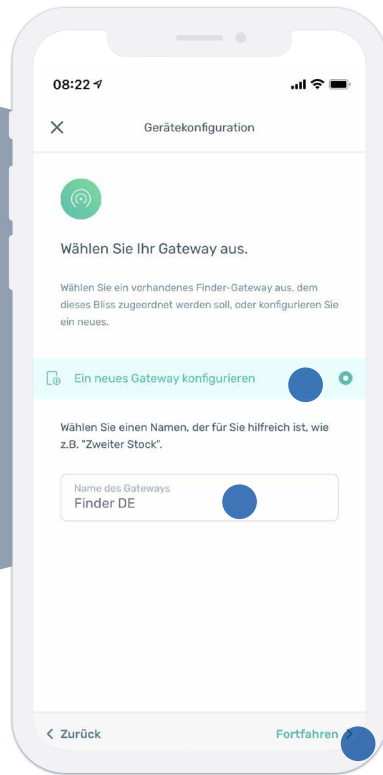 08:22
Gerätekonfiguration
Wählen Sie Ihr Gateway aus.
Wählen Sie ein vorhandenes Finder-Gateway aus, dem
dieses Bliss zugeordnet werden soll, oder konfigurieren Sie
ein neues.
Ein neues Gateway konfigurieren
Wählen Sie einen Namen, der für Sie hilfreich ist, wie
z.B. "Zweiter Stock".
Name des Gateways
Finder DE
Zurück
Fortfahren